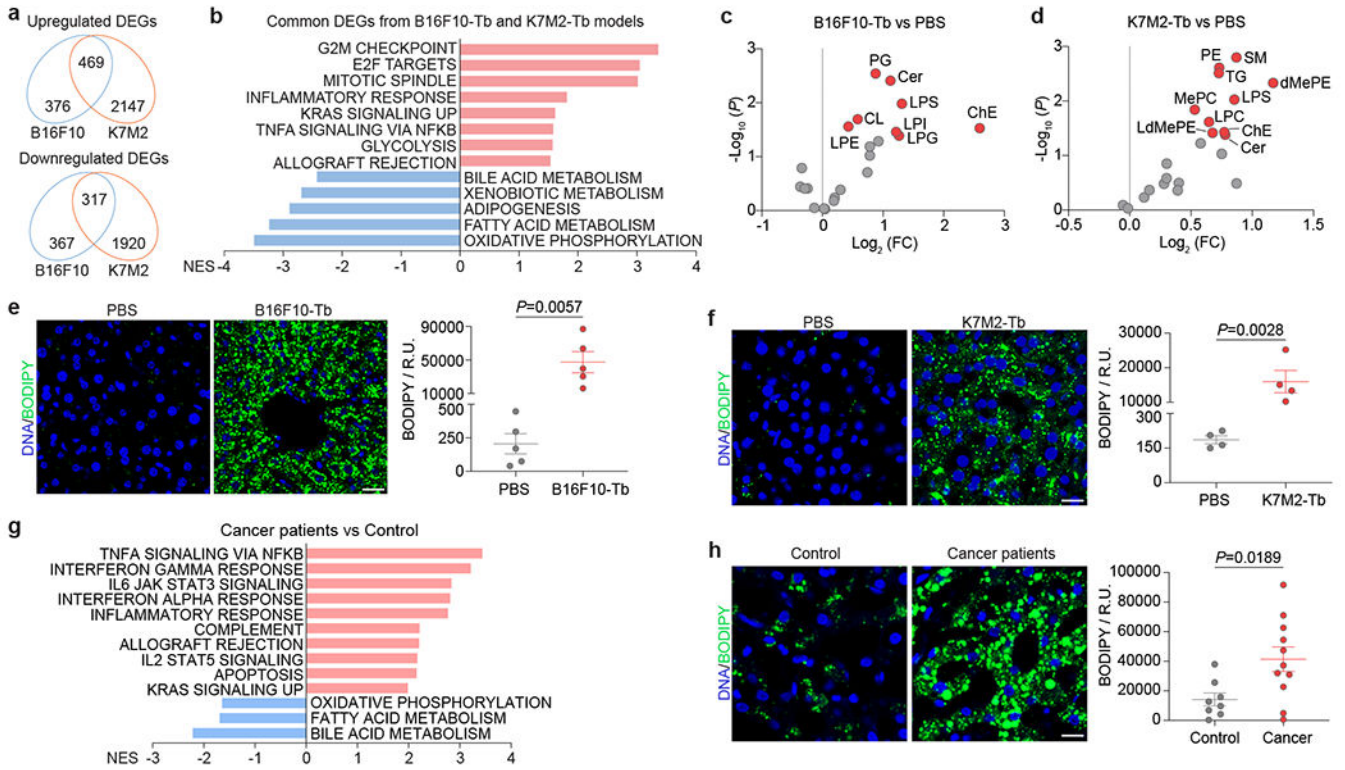 a
Upregulated DEGs
469
376
2147
B16F10
K7M2
Downregulated DEGs
317
367
1920
B16F10
K7M2
b
Common DEGs from B16F10-Tb and K7M2-Tb models
G2M CHECKPOINT
E2F TARGETS
MITOTIC SPINDLE
INFLAMMATORY RESPONSE
KRAS SIGNALING UP
TNFA SIGNALING VIA NFKB
GLYCOLYSIS
ALLOGRAFT REJECTION
BILE ACID METABOLISM
XENOBIOTIC METABOLISM
ADIPOGENESIS
FATTY ACID METABOLISM
OXIDATIVE PHOSPHORYLATION
NES -4 -3 -2 -1 0 1 2 3 4
c
B16F10-Tb vs PBS
-Log10 (P)
3
2
1
0
PG
Cer
LPS
CL
LPI
ChE
LPE
LPG
-1 0 1 2 3
Log2 (FC)
d
K7M2-Tb vs PBS
-Log10 (P)
3
2
1
0
PE
SM
TG
dMePE
MePC
LPS
LPC
LdMePE
ChE
Cer
-0.5 0.0 0.5 1.0 1.5
Log2 (FC)
e
PBS
B16F10-Tb
DNA/BODIPY
P=0.0057
BODIPY / R.U.
90000
50000
10000
500
250
0
PBS
B16F10-Tb
f
PBS
K7M2-Tb
DNA/BODIPY
P=0.0028
BODIPY / R.U.
30000
20000
10000
300
150
0
PBS
K7M2-Tb
g
Cancer patients vs Control
TNFA SIGNALING VIA NFKB
INTERFERON GAMMA RESPONSE
IL6 JAK STAT3 SIGNALING
INTERFERON ALPHA RESPONSE
INFLAMMATORY RESPONSE
COMPLEMENT
ALLOGRAFT REJECTION
IL2 STAT5 SIGNALING
APOPTOSIS
KRAS SIGNALING UP
OXIDATIVE PHOSPHORYLATION
FATTY ACID METABOLISM
BILE ACID METABOLISM
NES -3 -2 -1 0 1 2 3 4
h
Control
Cancer patients
DNA/BODIPY
P=0.0189
BODIPY / R.U.
100000
80000
60000
40000
20000
0
Control
Cancer